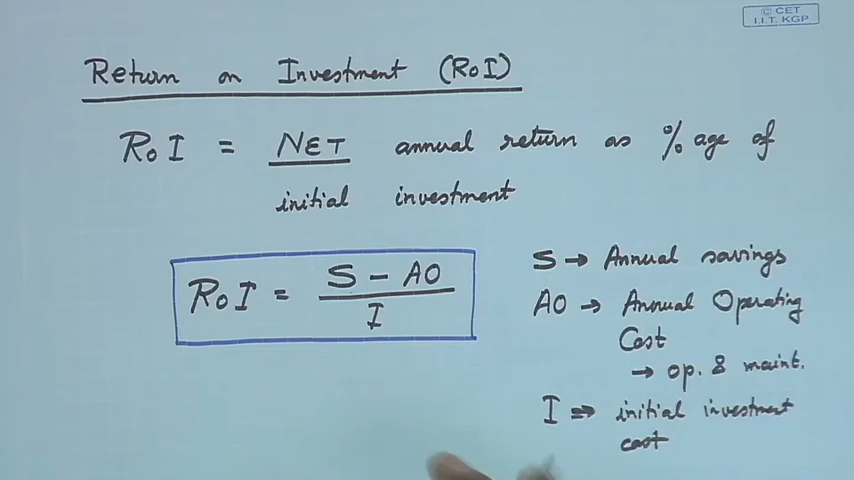 © CET
I.I.T. KGP
Return on Investment (RoI)
RoI = NET annual return as % age of
initial investment
RoI = S - AO / I
S → Annual savings
AO → Annual Operating
Cost
→ op. & maint.
I ⇒ initial investment
cost